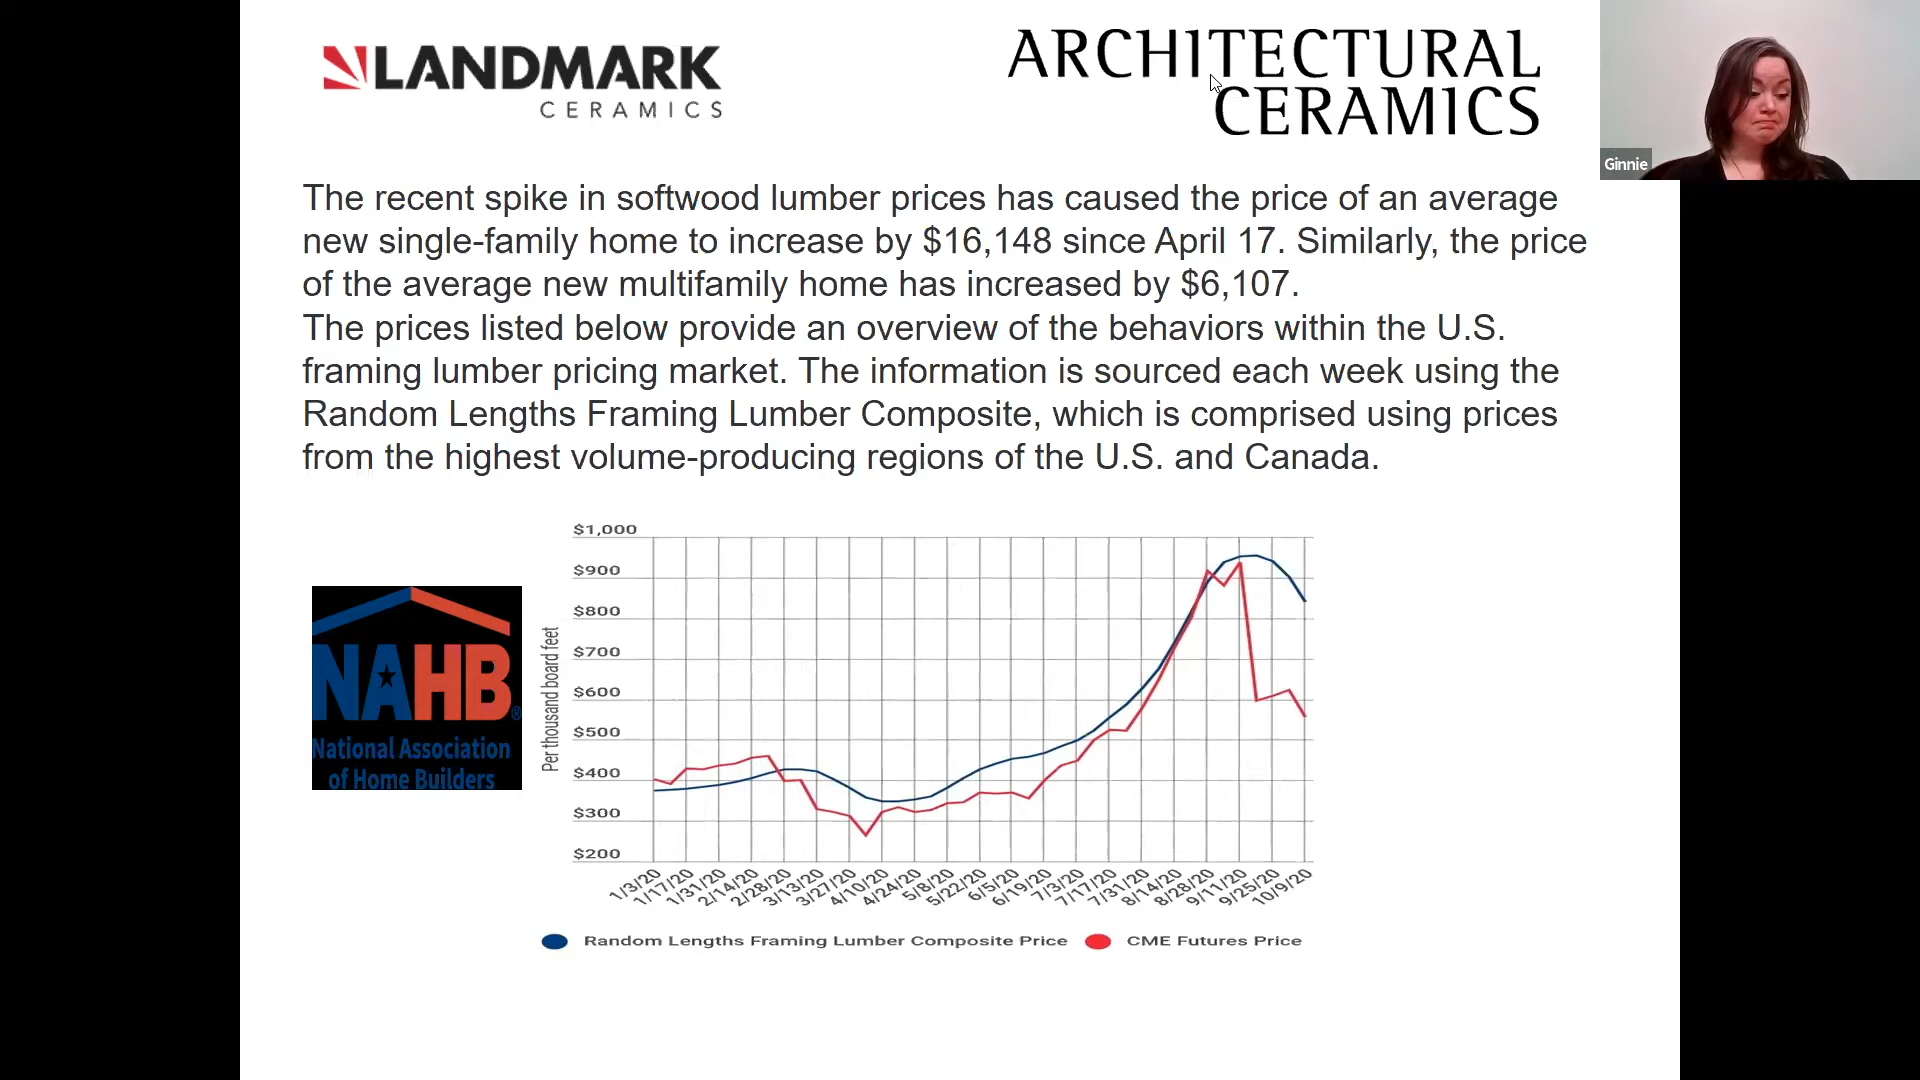 LANDMARK
CERAMICS
ARCHITECTURAL
CERAMICS
Ginnie
The recent spike in softwood lumber prices has caused the price of an average
new single-family home to increase by $16,148 since April 17. Similarly, the price
of the average new multifamily home has increased by $6,107.
The prices listed below provide an overview of the behaviors within the U.S.
framing lumber pricing market. The information is sourced each week using the
Random Lengths Framing Lumber Composite, which is comprised using prices
from the highest volume-producing regions of the U.S. and Canada.
NAHB®
National Association
of Home Builders
Per thousand board feet
$1,000
$900
$800
$700
$600
$500
$400
$300
$200
1/3/20
1/17/20
1/31/20
2/14/20
2/28/20
3/13/20
3/27/20
4/10/20
4/24/20
5/8/20
5/22/20
6/5/20
6/19/20
7/3/20
7/17/20
7/31/20
8/14/20
8/28/20
9/11/20
9/25/20
10/9/20
Random Lengths Framing Lumber Composite Price
CME Futures Price